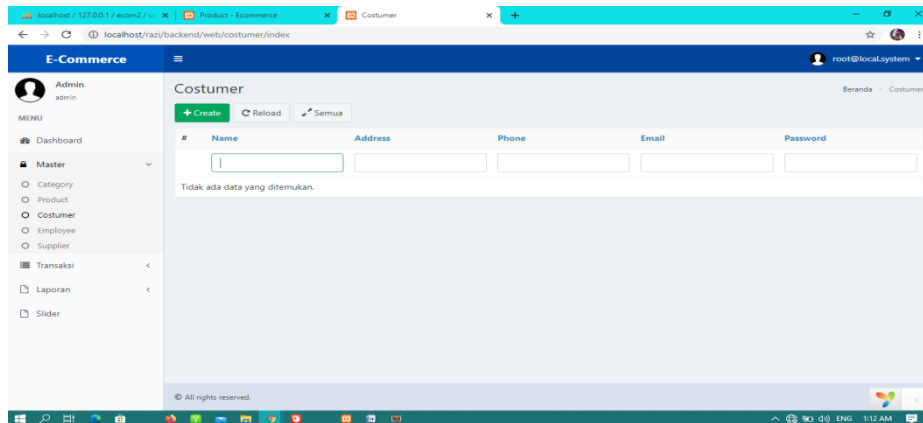 localhost / 127.0.0.1 / ecom2 /
Product - Ecommerce
Costumer
localhost/razi/backend/web/costumer/index
E-Commerce
root@local.system
Admin
admin
MENU
Dashboard
Master
Category
Product
Costumer
Employee
Supplier
Transaksi
Laporan
Slider
Costumer
Beranda > Costumer
+ Create
Reload
Semua
# Name Address Phone Email Password
Tidak ada data yang ditemukan.
© All rights reserved.
ENG 1:12 AM